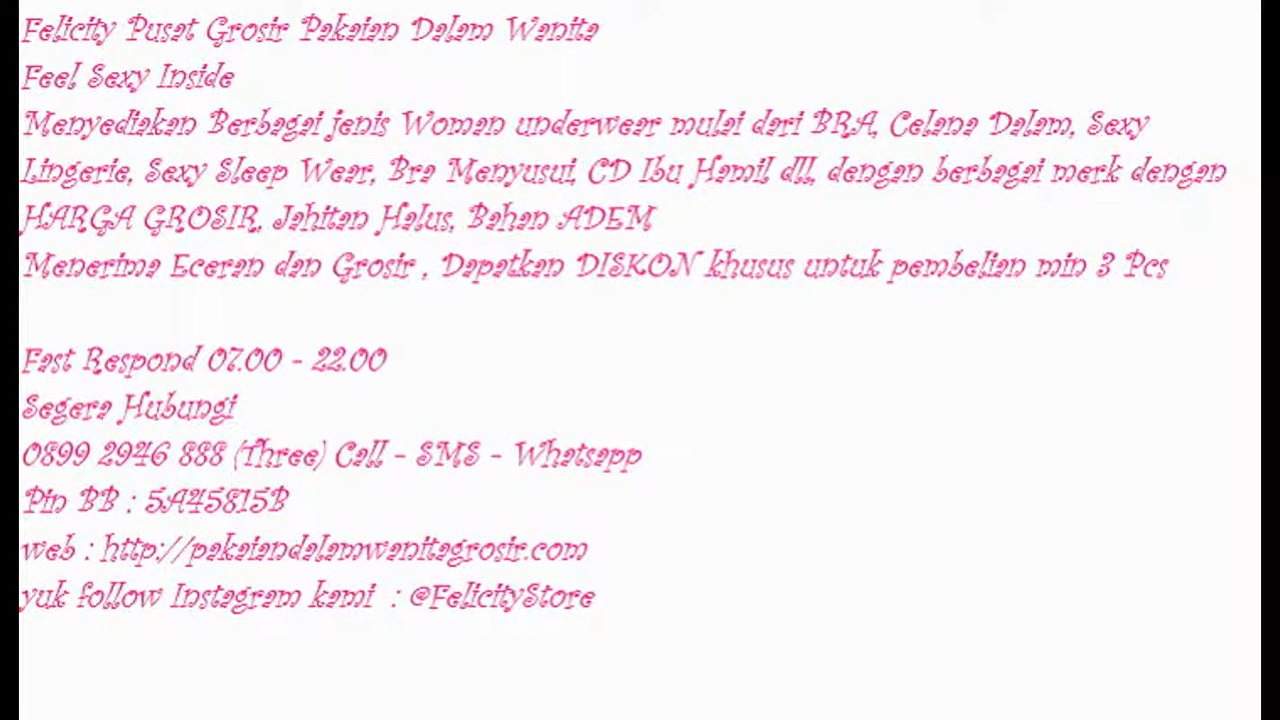 Felicity Pusat Grosir Pakaian Dalam Wanita
Feel Sexy Inside
Menyediakan Berbagai jenis Woman underwear mulai dari BRA, Celana Dalam, Sexy
Lingerie, Sexy Sleep Wear, Bra Menyusui, CD Ibu Hamil dll, dengan berbagai merk dengan
HARGA GROSIR, Jahitan Halus, Bahan ADEM
Menerima Eceran dan Grosir , Dapatkan DISKON khusus untuk pembelian min 3 Pcs
Fast Respond 07.00 - 22.00
Segera Hubungi
0899 2946 888 (Three) Call - SMS - Whatsapp
Pin BB : 5A45815B
web : http://pakaiandalamwanitagrosir.com
yuk follow Instagram kami : @FelicityStore